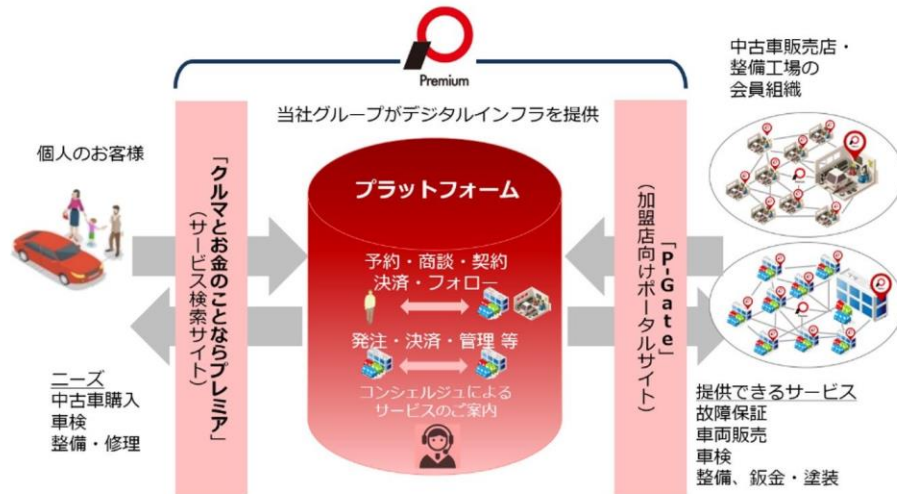 Premium
当社グループがデジタルインフラを提供
個人のお客様
ニーズ
中古車購入
車検
整備・修理
「クルマとお金のことならプレミア」
（サービス検索サイト）
プラットフォーム
予約・商談・契約
決済・フォロー
発注・決済・管理 等
コンシェルジュによる
サービスのご案内
「P-Gate」
（加盟店向けポータルサイト）
中古車販売店・
整備工場の
会員組織
提供できるサービス
故障保証
車両販売
車検
整備、鈑金・塗装